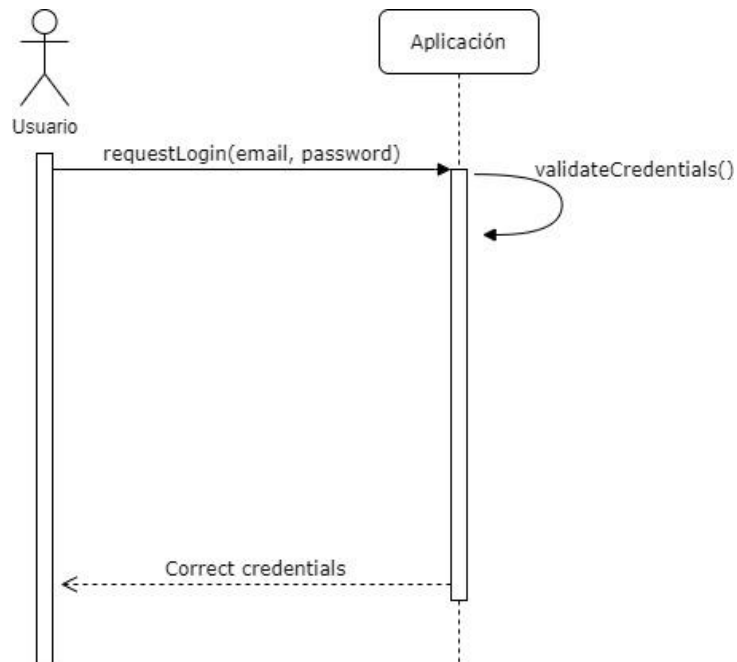 Aplicación
Usuario
requestLogin(email, password)
validateCredentials()
Correct credentials